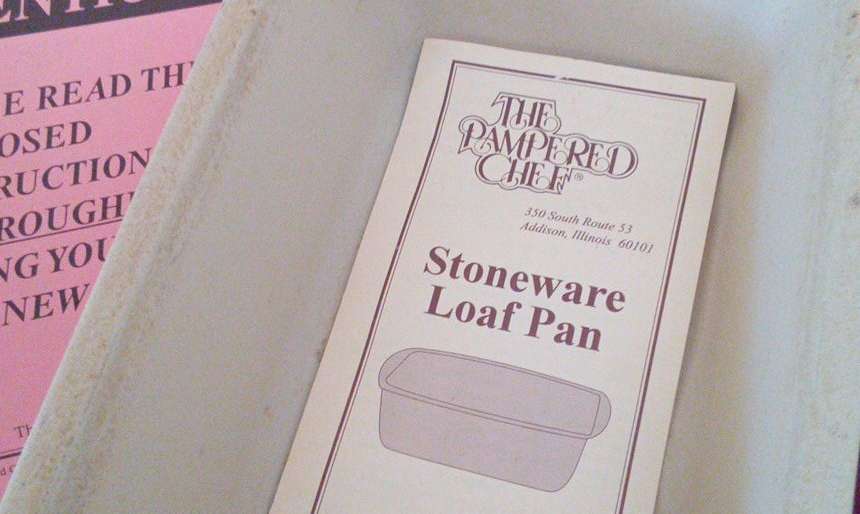 E READ
OSED
RUCTION
ROUGH
NG YOU
NEW
THE
PAMPERED
CHEF®
350 South Route 53
Addison, Illinois 60101
Stoneware
Loaf Pan